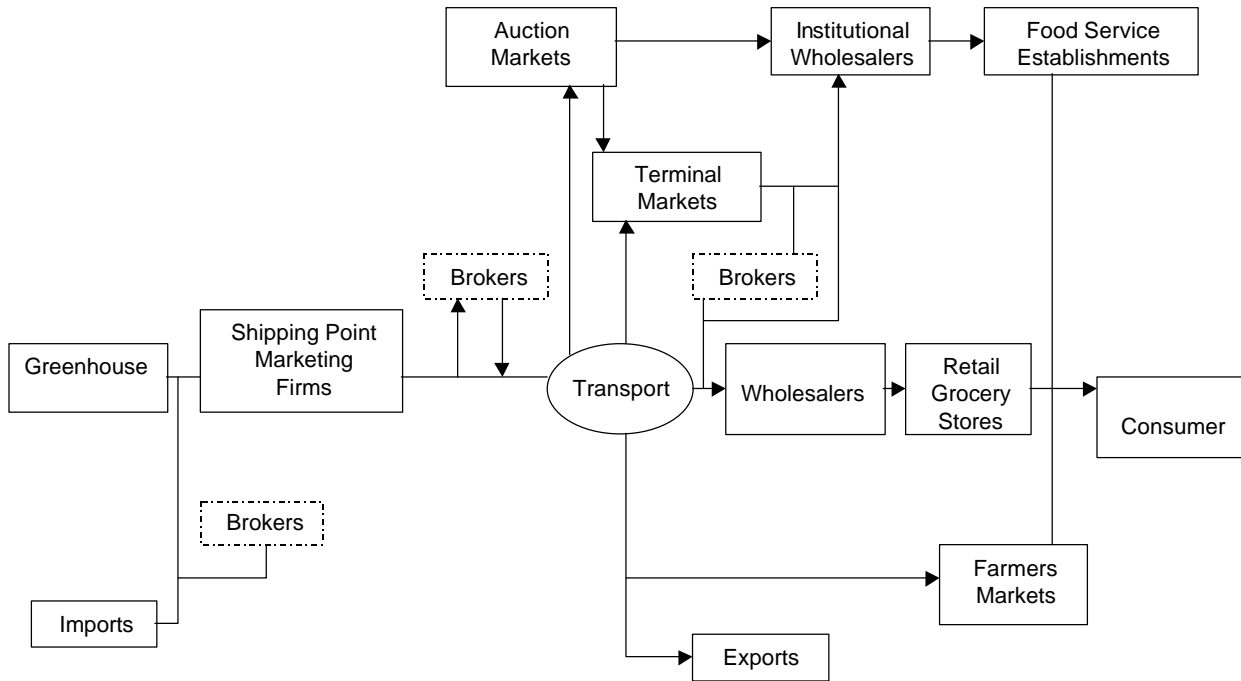 Auction
Markets
Institutional
Wholesalers
Food Service
Establishments
Terminal
Markets
Brokers
Brokers
Greenhouse
Shipping Point
Marketing
Firms
Transport
Wholesalers
Retail
Grocery
Stores
Consumer
Brokers
Imports
Farmers
Markets
Exports